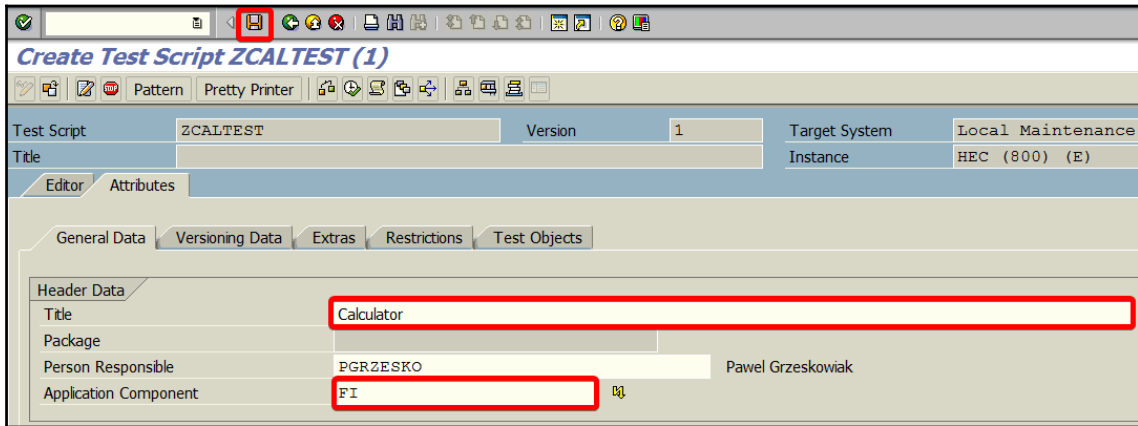 Create Test Script ZCALTEST (1)
Pattern Pretty Printer
Test Script ZCALTEST Version 1 Target System Local Maintenance
Title Instance HEC (800) (E)
Editor Attributes
General Data Versioning Data Extras Restrictions Test Objects
Header Data
Title Calculator
Package
Person Responsible PGRZESKO Pawel Grzeskowiak
Application Component FI